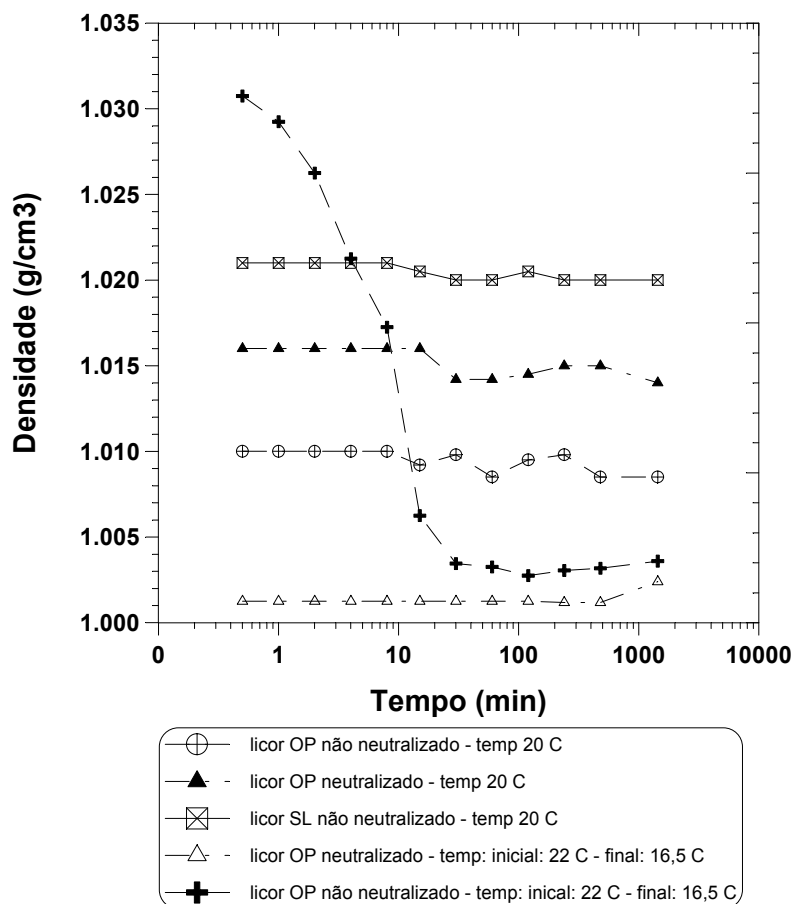 1.035
1.030
1.025
1.020
1.015
1.010
1.005
1.000
Densidade (g/cm3)
0 1 10 100 1000 10000
Tempo (min)
licor OP não neutralizado - temp 20 C
licor OP neutralizado - temp 20 C
licor SL não neutralizado - temp 20 C
licor OP neutralizado - temp: inicial: 22 C - final: 16,5 C
licor OP não neutralizado - temp: inical: 22 C - final: 16,5 C